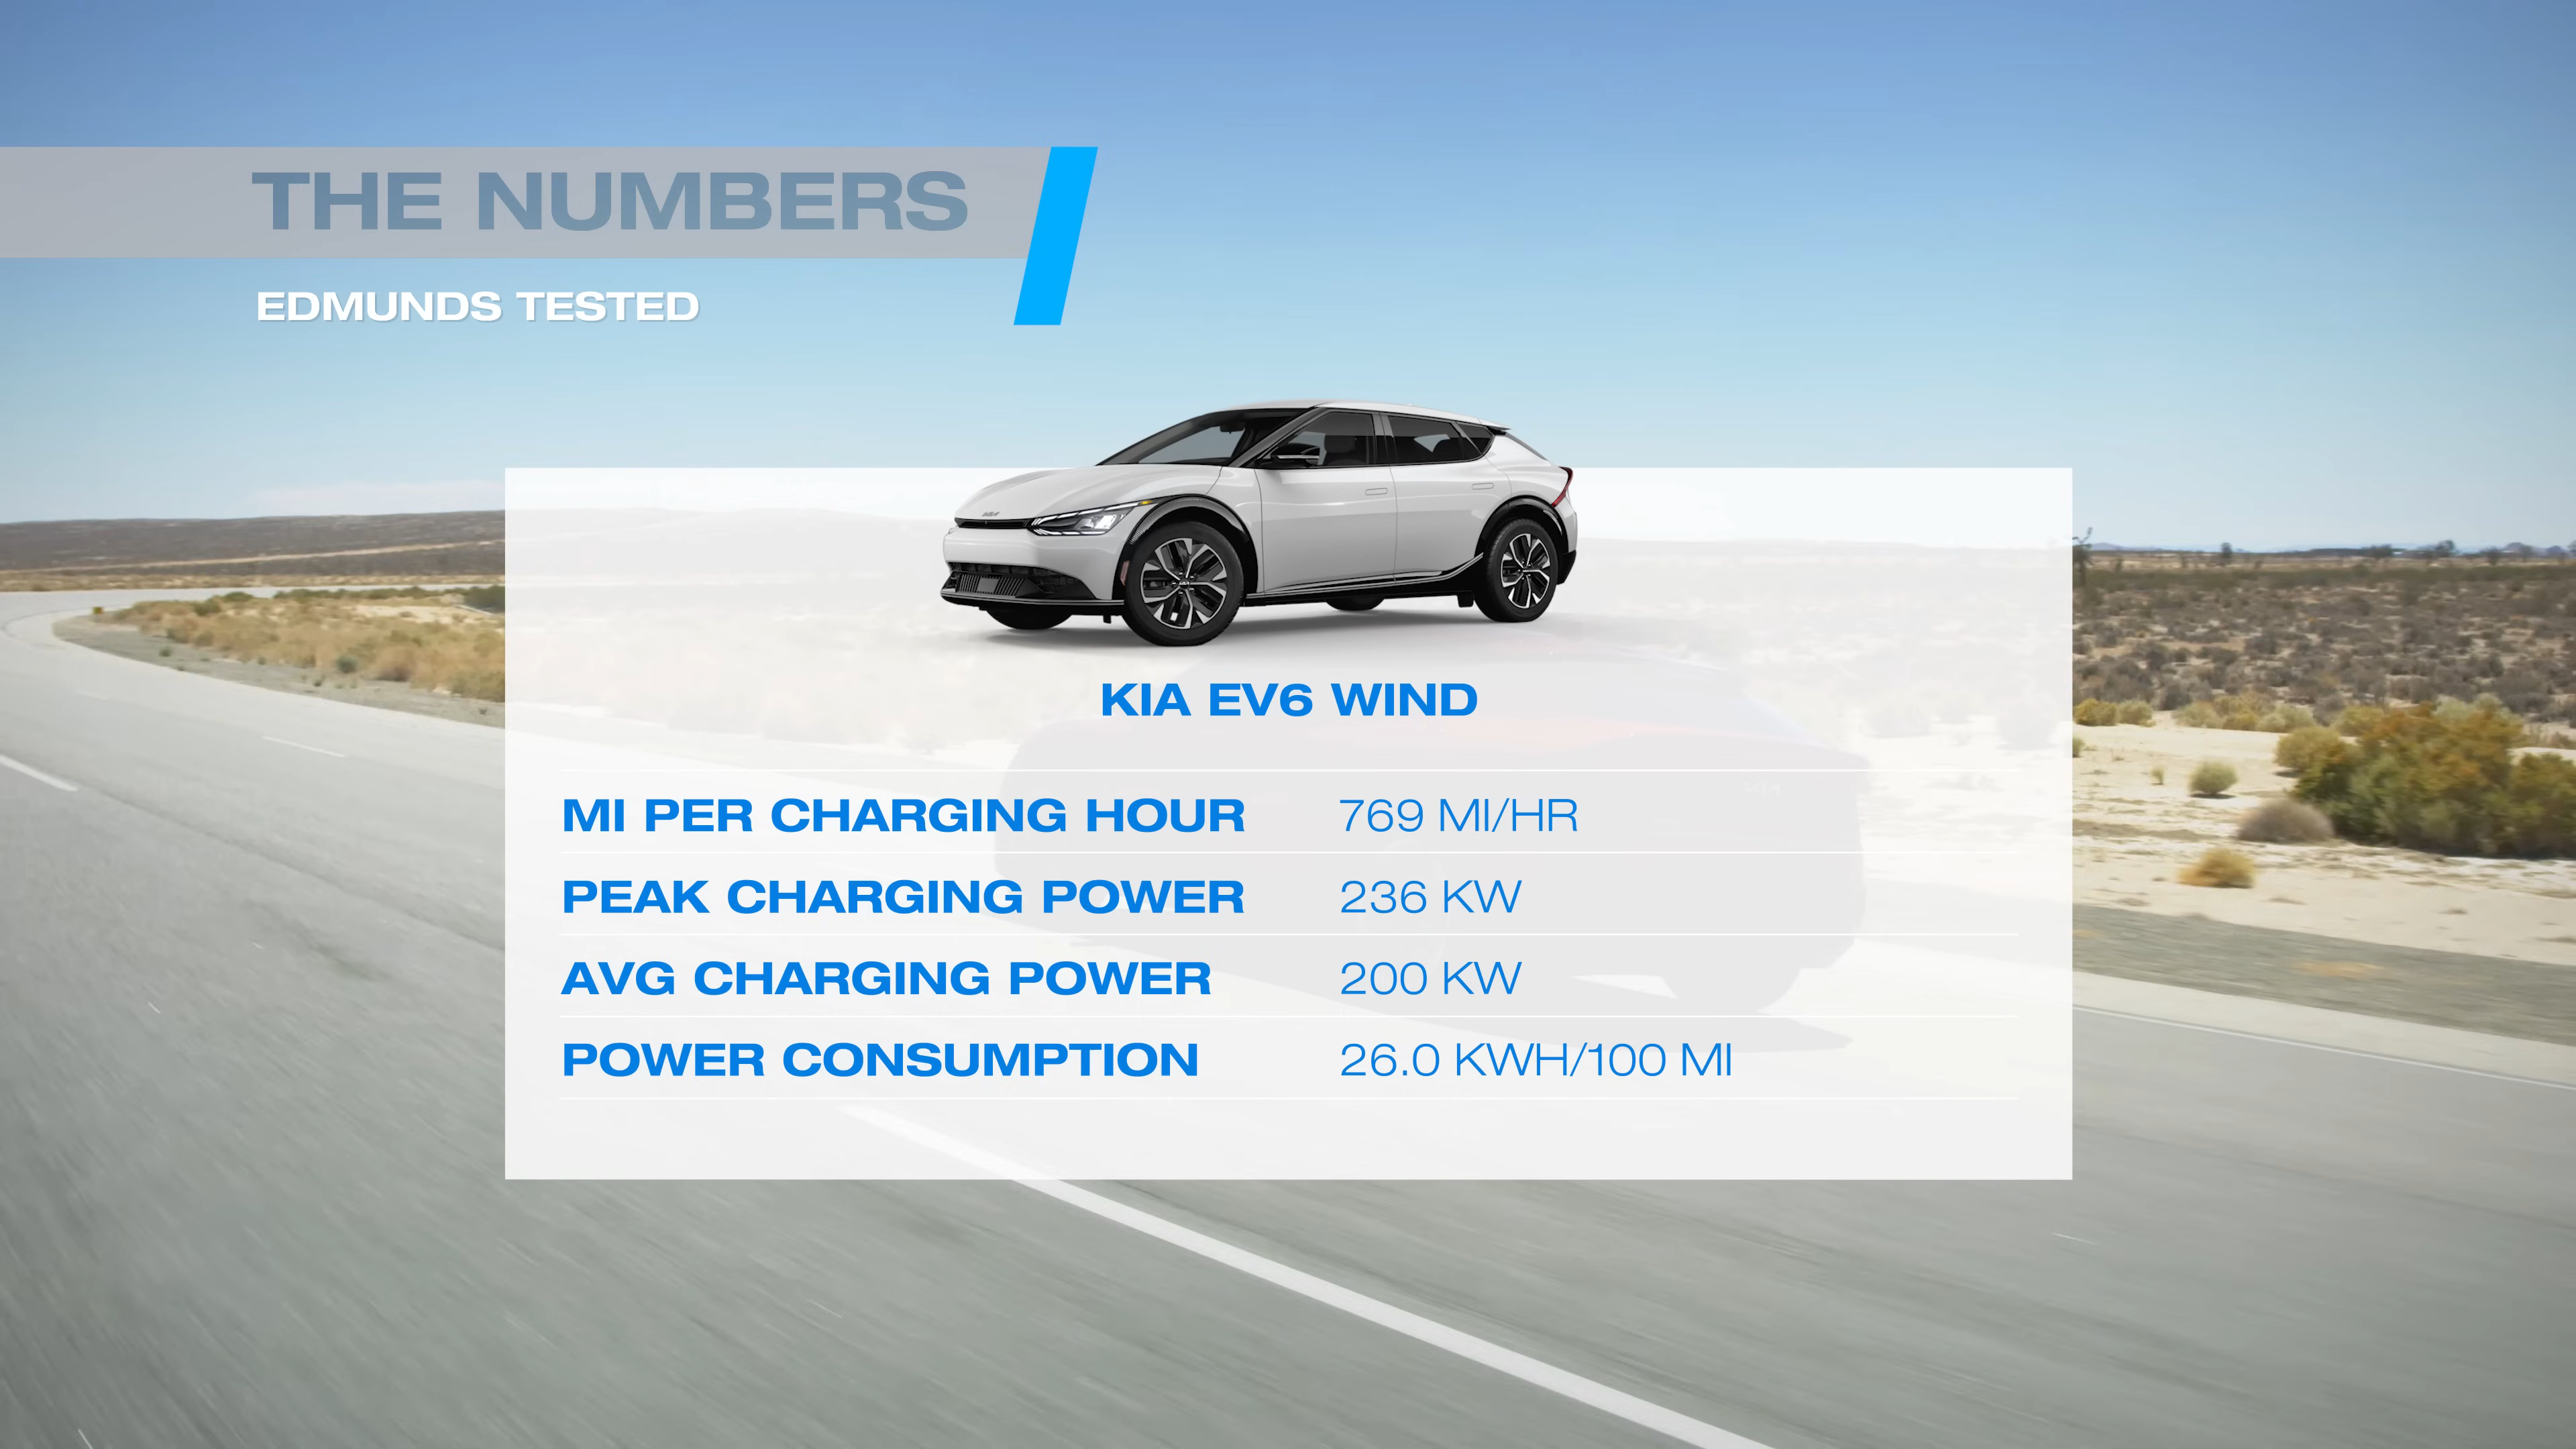 THE NUMBERS
EDMUNDS TESTED
KIA EV6 WIND
MI PER CHARGING HOUR 769 MI/HR
PEAK CHARGING POWER 236 KW
AVG CHARGING POWER 200 KW
POWER CONSUMPTION 26.0 KWH/100 MI